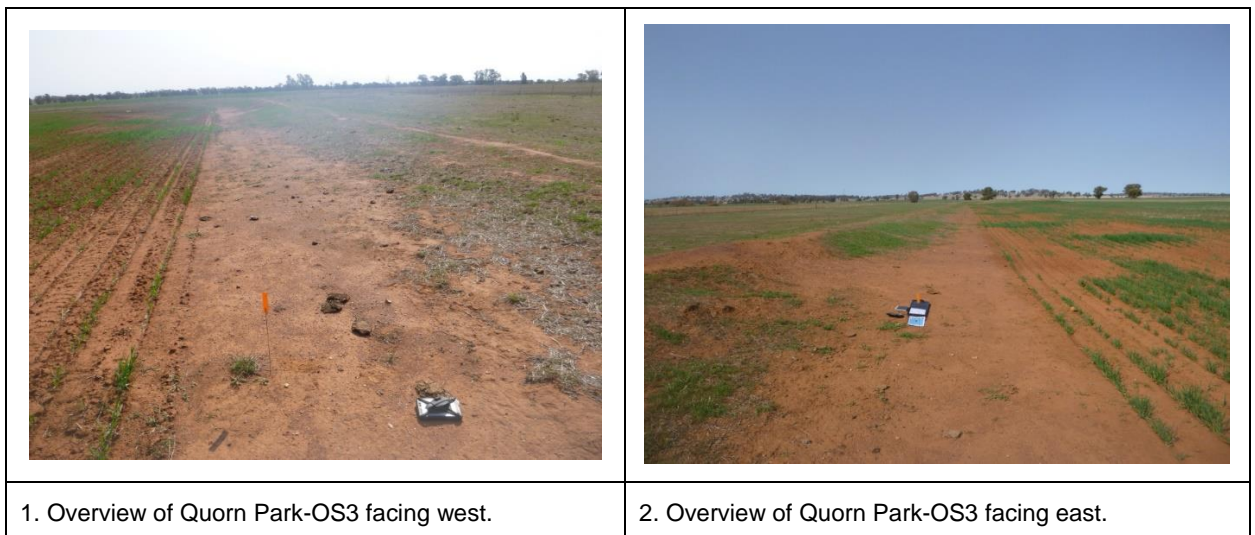 1. Overview of Quorn Park-OS3 facing west.
2. Overview of Quorn Park-OS3 facing east.